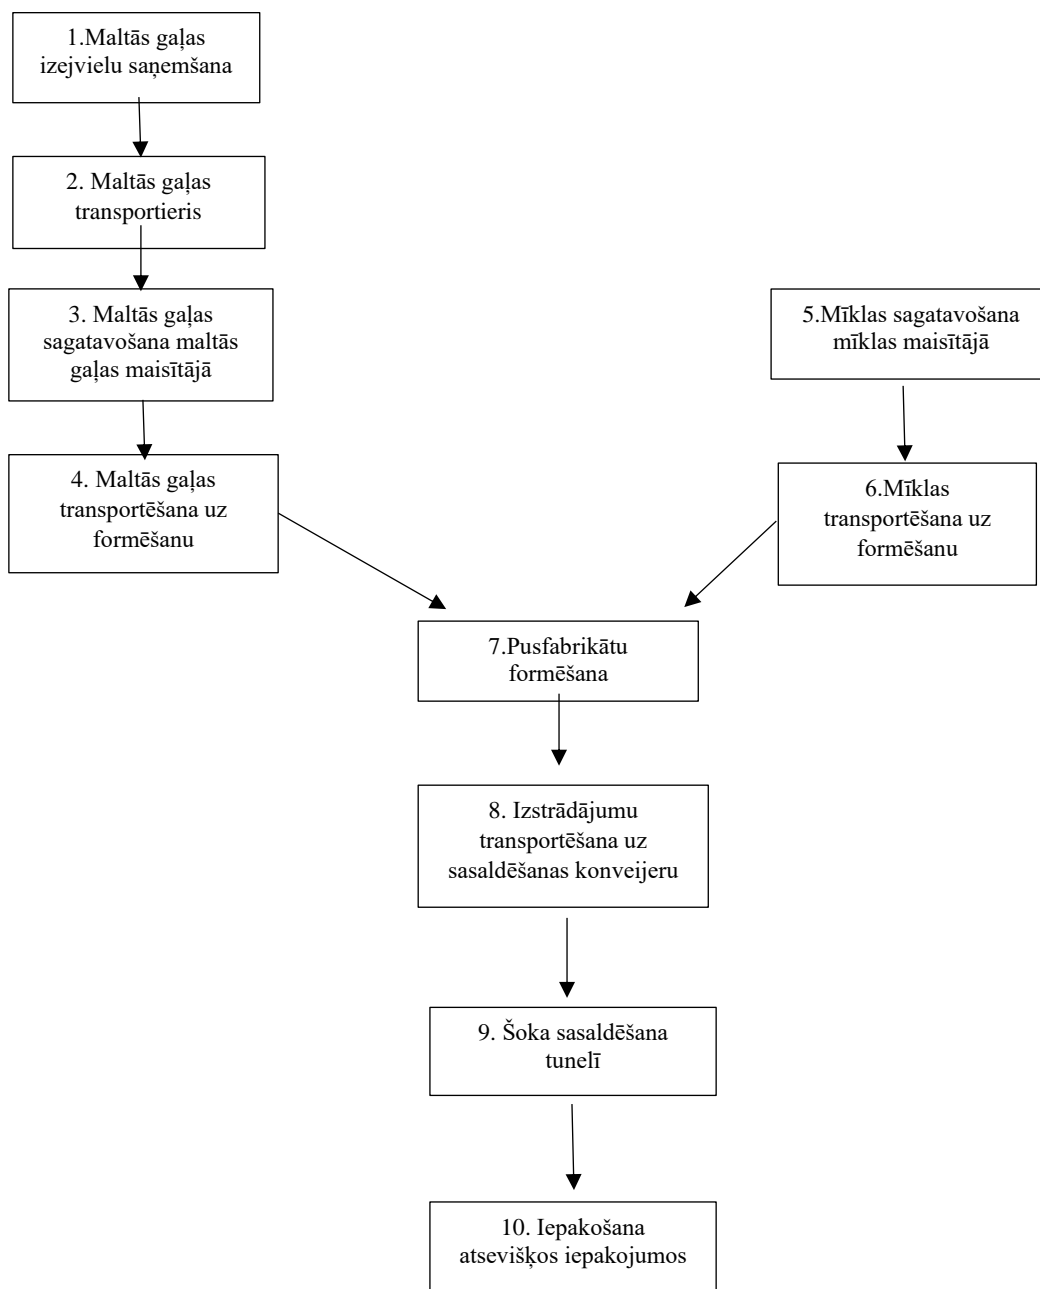 1.Maltās gaļas
izejvielu saņemšana
2. Maltās gaļas
transportieris
3. Maltās gaļas
sagatavošana maltās
gaļas maisītājā
4. Maltās gaļas
transportēšana uz
formēšanu
5.Mīklas sagatavošana
mīklas maisītājā
6.Mīklas
transportēšana uz
formēšanu
7.Pusfabrikātu
formēšana
8. Izstrādājumu
transportēšana uz
sasaldēšanas konveijeru
9. Šoka sasaldēšana
tunelī
10. Iepakošana
atsevišķos iepakojumos